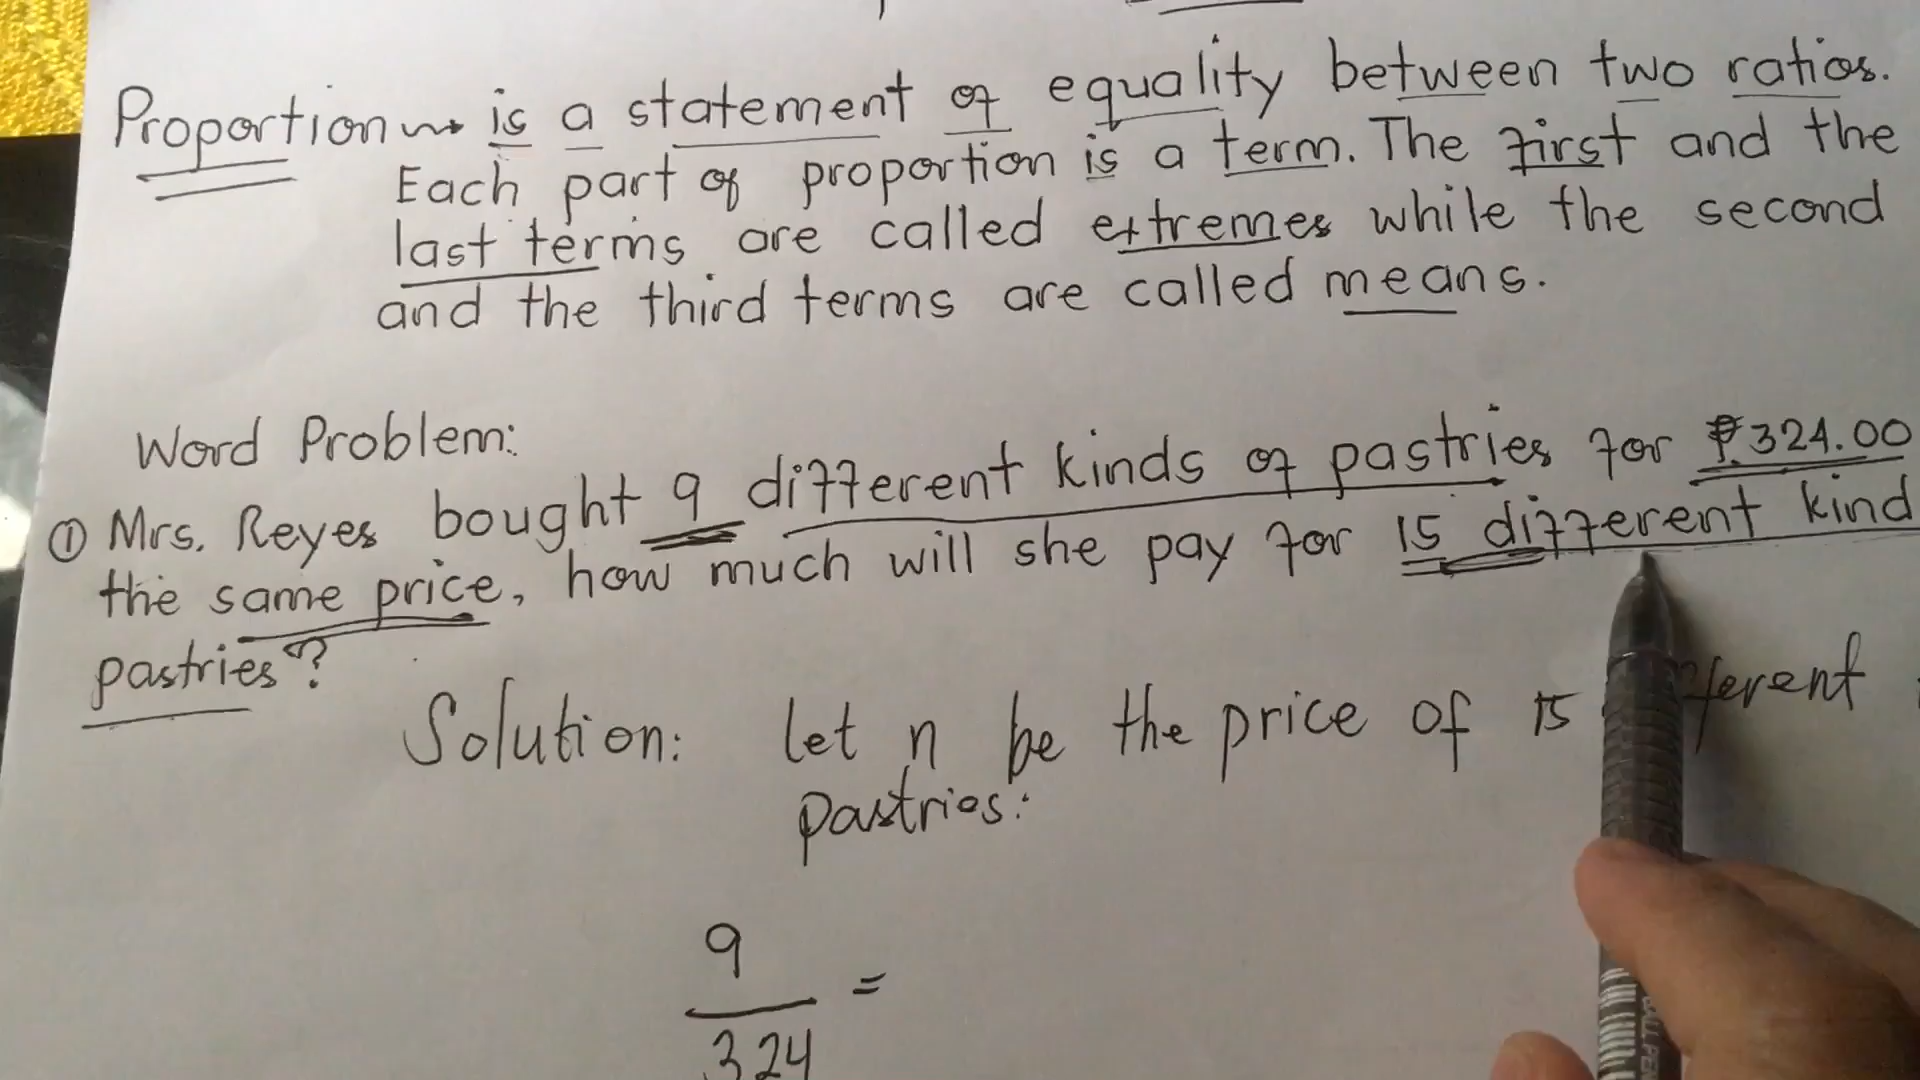 Proportion → is a statement of equality between two ratios.
Each part of proportion is a term. The first and the
last terms are called extremes while the second
and the third terms are called means.
Word Problem:
① Mrs. Reyes bought 9 different kinds of pastries for ₱324.00
the same price, how much will she pay for 15 different kind
pastries?
Solution: let n be the price of 15
pastries:
9
=
324